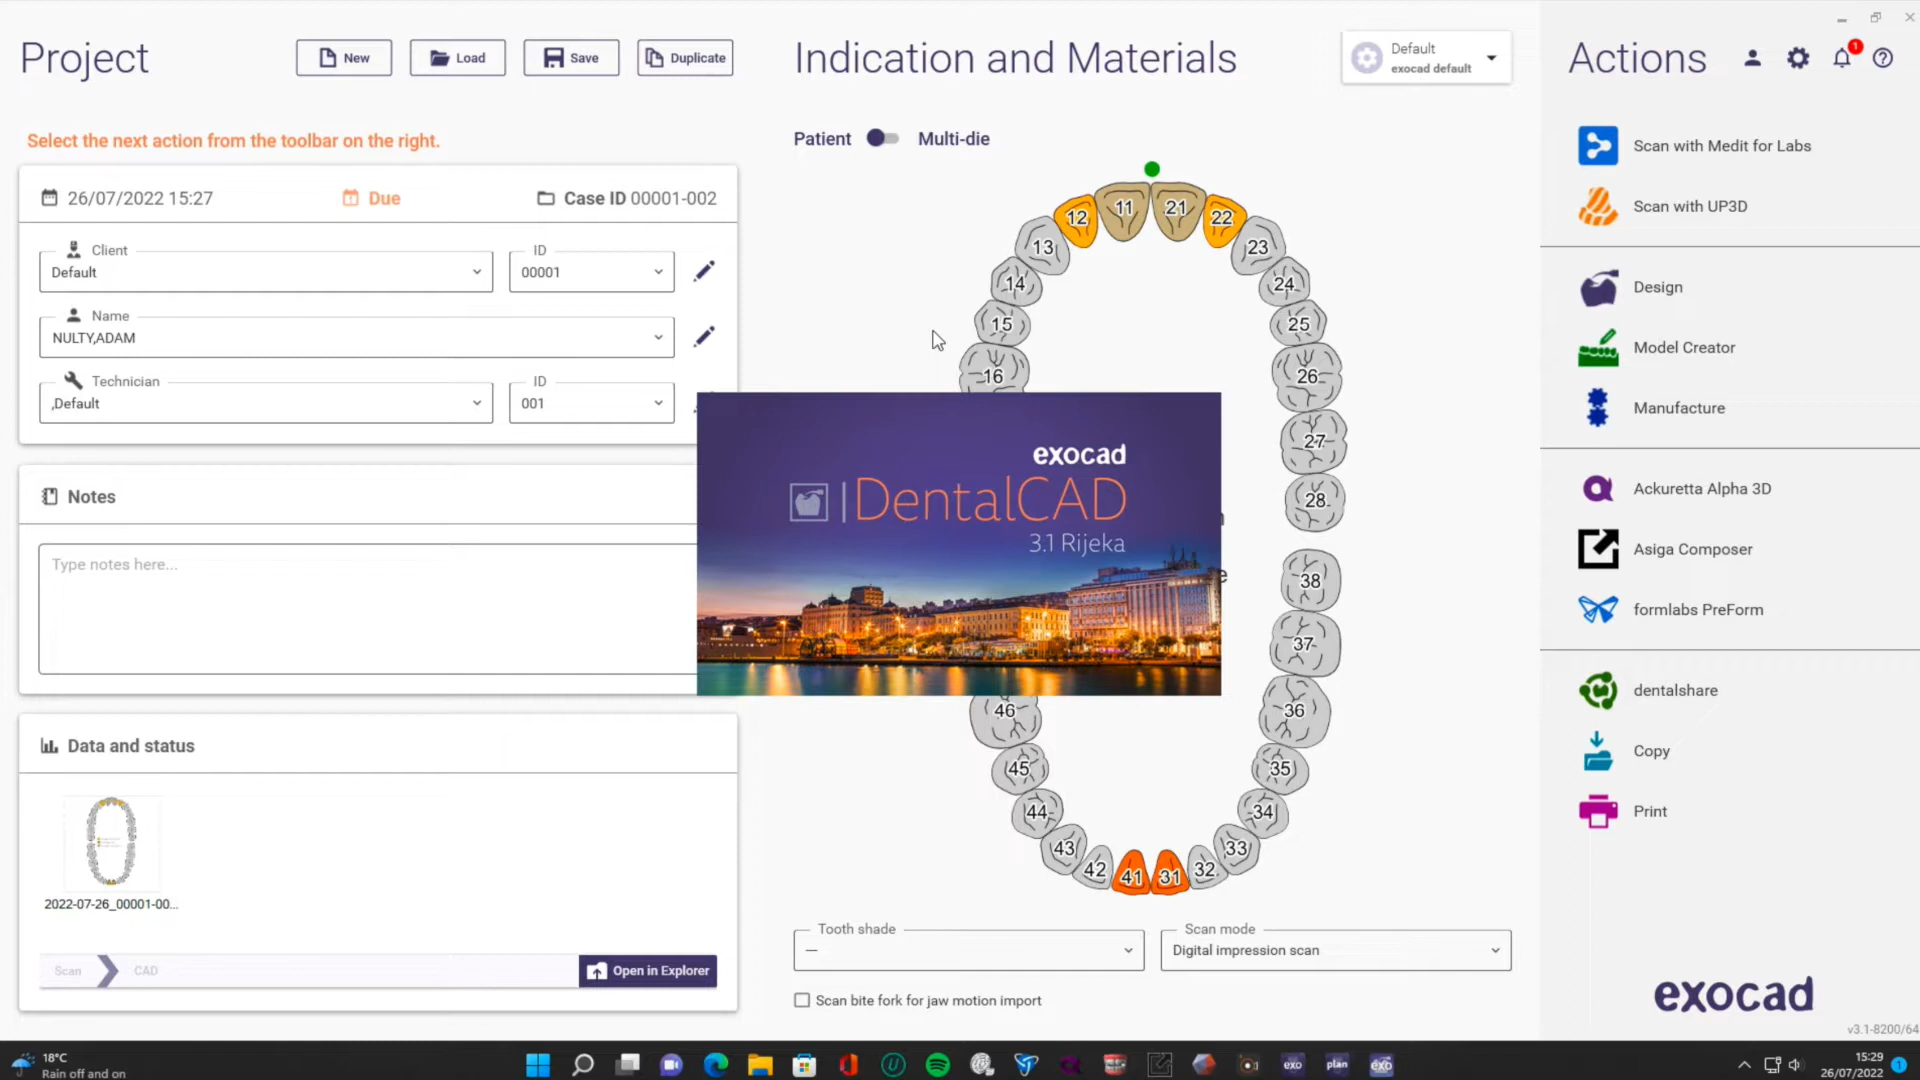 Project
New
Load
Save
Duplicate
Indication and Materials
Default
exocad default
Actions
1
Select the next action from the toolbar on the right.
Patient
Multi-die
26/07/2022 15:27
Due
Case ID 00001-002
Client
Default
ID
00001
Name
NULTY,ADAM
Technician
,Default
ID
001
Notes
Type notes here...
Data and status
2022-07-26_00001-00...
Scan
CAD
Open in Explorer
11
21
12
22
13
23
14
24
15
25
16
26
27
28
38
37
46
36
45
35
44
34
43
33
42
41
31
32
exocad
DentalCAD
3.1 Rijeka
Tooth shade
—
Scan mode
Digital impression scan
Scan bite fork for jaw motion import
Scan with Medit for Labs
Scan with UP3D
Design
Model Creator
Manufacture
Ackuretta Alpha 3D
Asiga Composer
formlabs PreForm
dentalshare
Copy
Print
exocad
v3.1-8200/64
18°C
Rain off and on
exo
plan
exo
15:29
26/07/2022
1